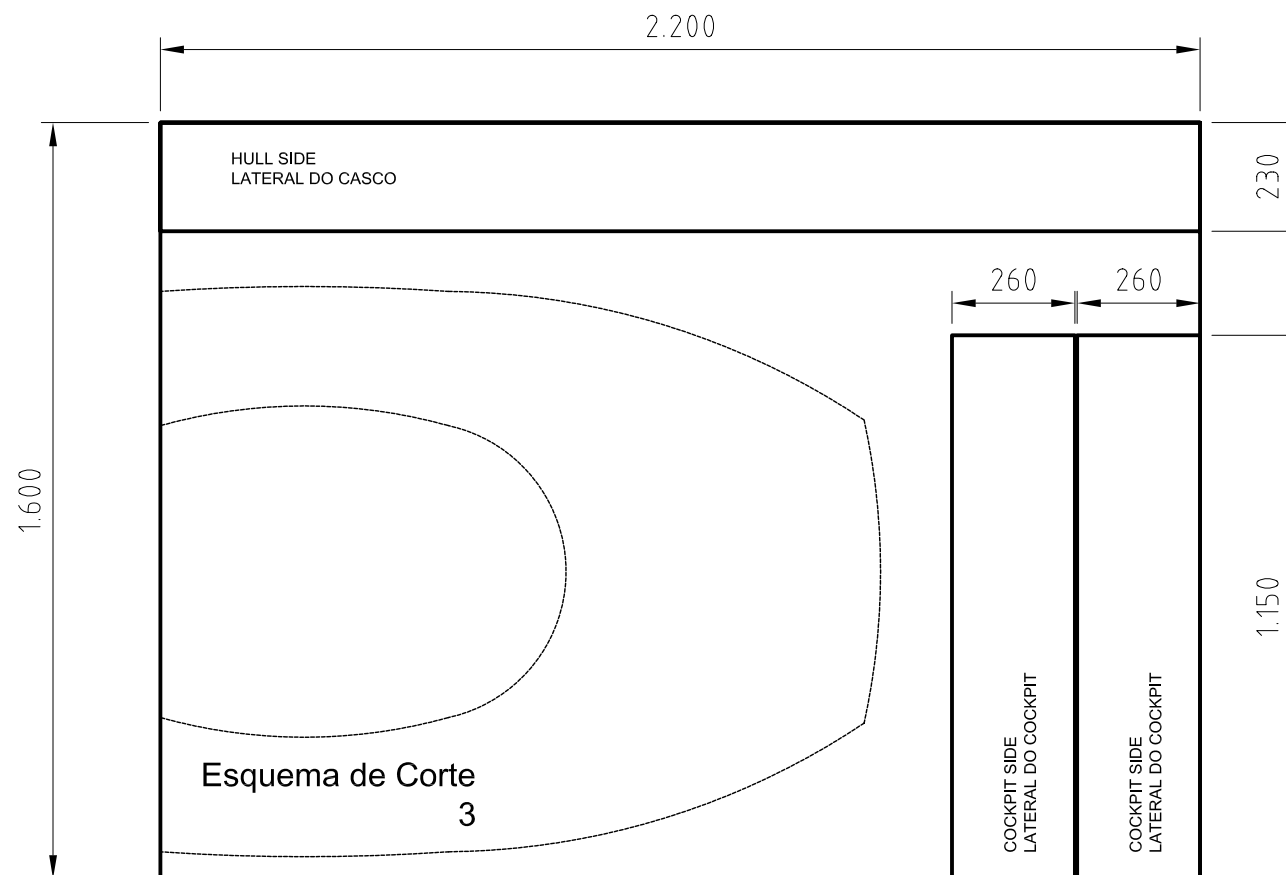 2.200
HULL SIDE
LATERAL DO CASCO
230
260
260
1.600
1.150
COCKPIT SIDE
LATERAL DO COCKPIT
COCKPIT SIDE
LATERAL DO COCKPIT
Esquema de Corte
3